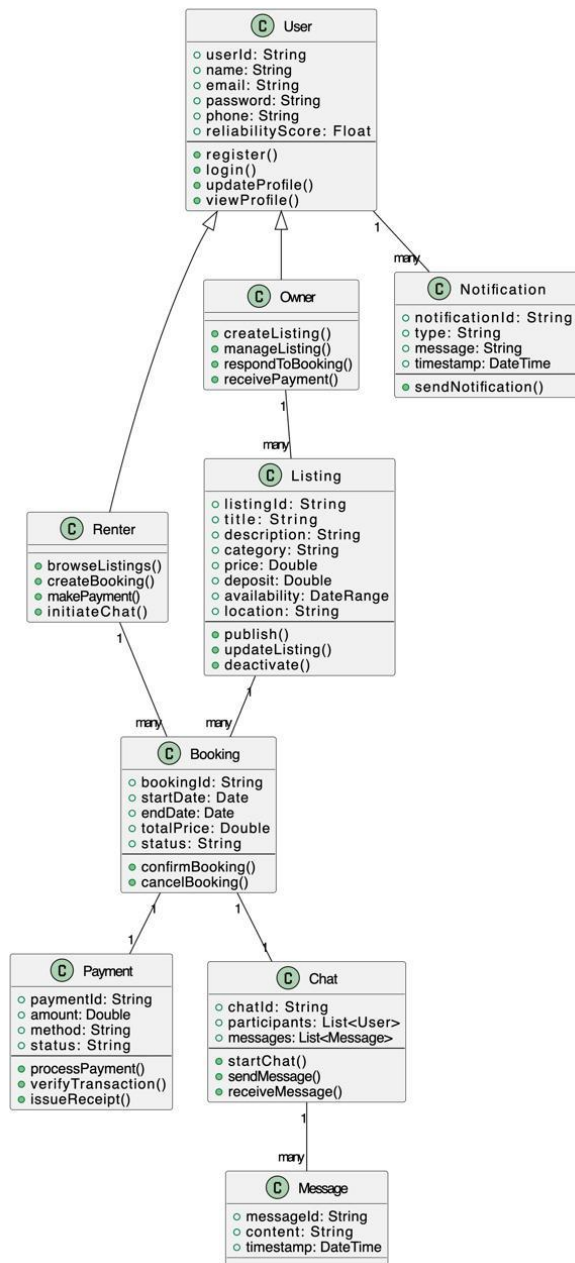 C User
userId: String
name: String
email: String
password: String
phone: String
reliabilityScore: Float
register()
login()
updateProfile()
viewProfile()
1
many
C Notification
notificationId: String
type: String
message: String
timestamp: DateTime
sendNotification()
C Owner
createListing()
manageListing()
respondToBooking()
receivePayment()
1
many
C Listing
listingId: String
title: String
description: String
category: String
price: Double
deposit: Double
availability: DateRange
location: String
publish()
updateListing()
deactivate()
C Renter
browseListings()
createBooking()
makePayment()
initiateChat()
1
1
many
many
C Booking
bookingId: String
startDate: Date
endDate: Date
totalPrice: Double
status: String
confirmBooking()
cancelBooking()
1
1
1
1
C Payment
paymentId: String
amount: Double
method: String
status: String
processPayment()
verifyTransaction()
issueReceipt()
C Chat
chatId: String
participants: List<User>
messages: List<Message>
startChat()
sendMessage()
receiveMessage()
1
many
C Message
messageId: String
content: String
timestamp: DateTime